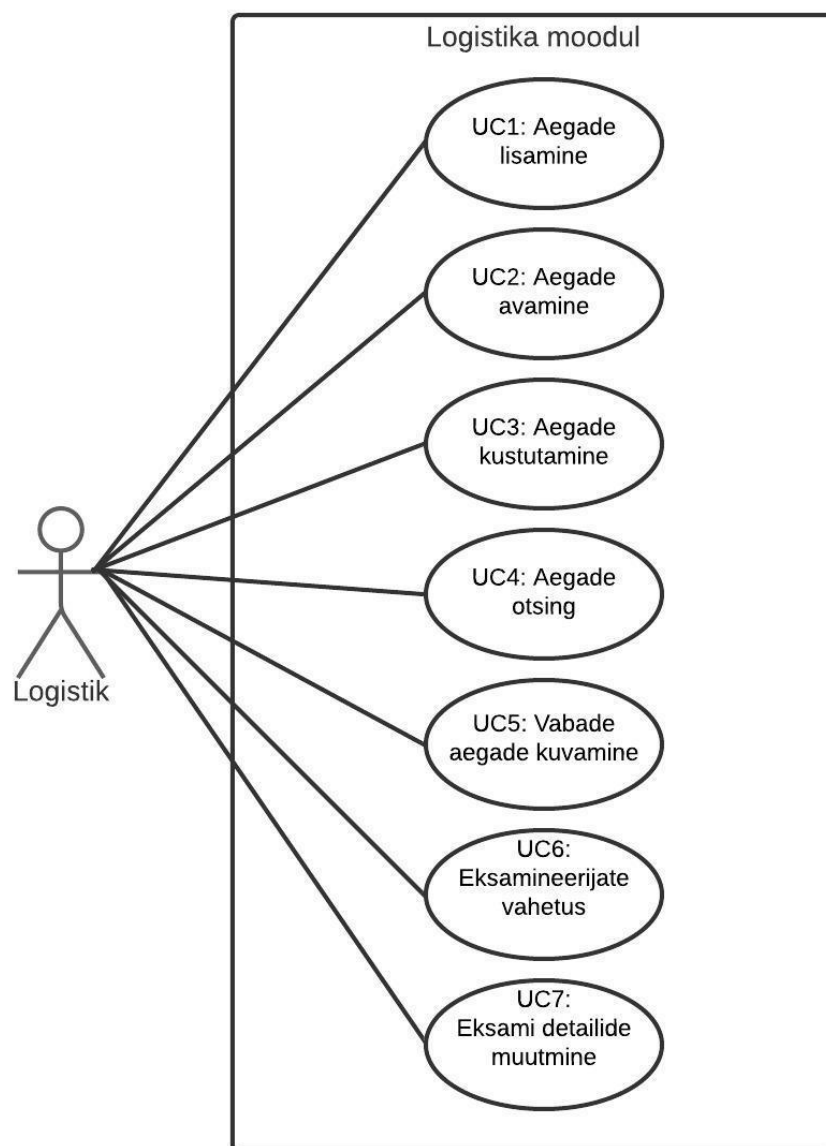 Logistika moodul
UC1: Aegade
lisamine
UC2: Aegade
avamine
UC3: Aegade
kustutamine
UC4: Aegade
otsing
UC5: Vabade
aegade kuvamine
UC6:
Eksamineerijate
vahetus
UC7:
Eksami detailide
muutmine
Logistik